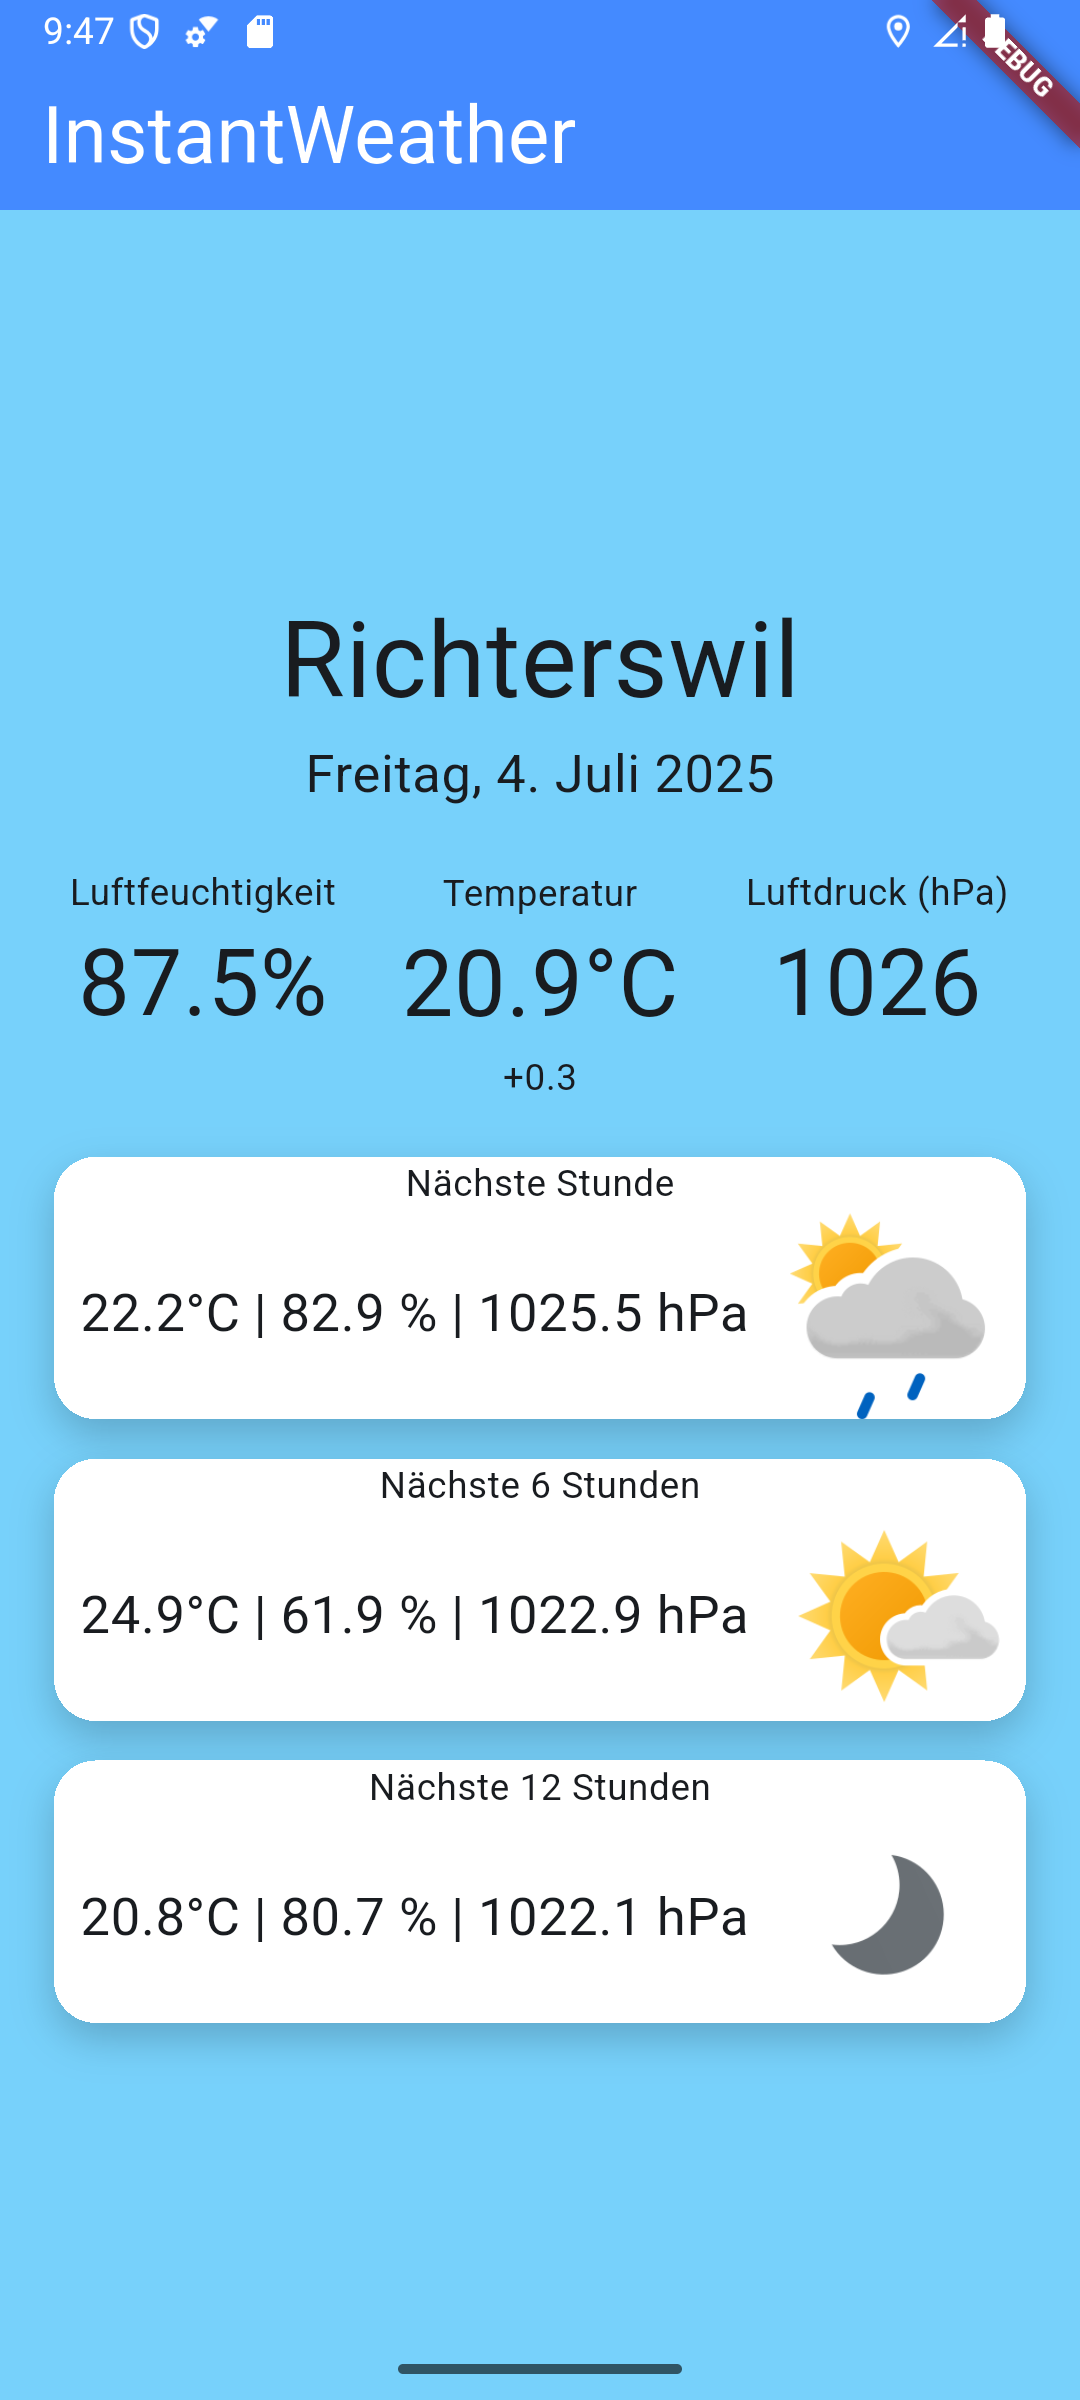 9:47
EBUG
InstantWeather
Richterswil
Freitag, 4. Juli 2025
Luftfeuchtigkeit Temperatur Luftdruck (hPa)
87.5% 20.9°C 1026
+0.3
Nächste Stunde
22.2°C | 82.9 % | 1025.5 hPa
Nächste 6 Stunden
24.9°C | 61.9 % | 1022.9 hPa
Nächste 12 Stunden
20.8°C | 80.7 % | 1022.1 hPa